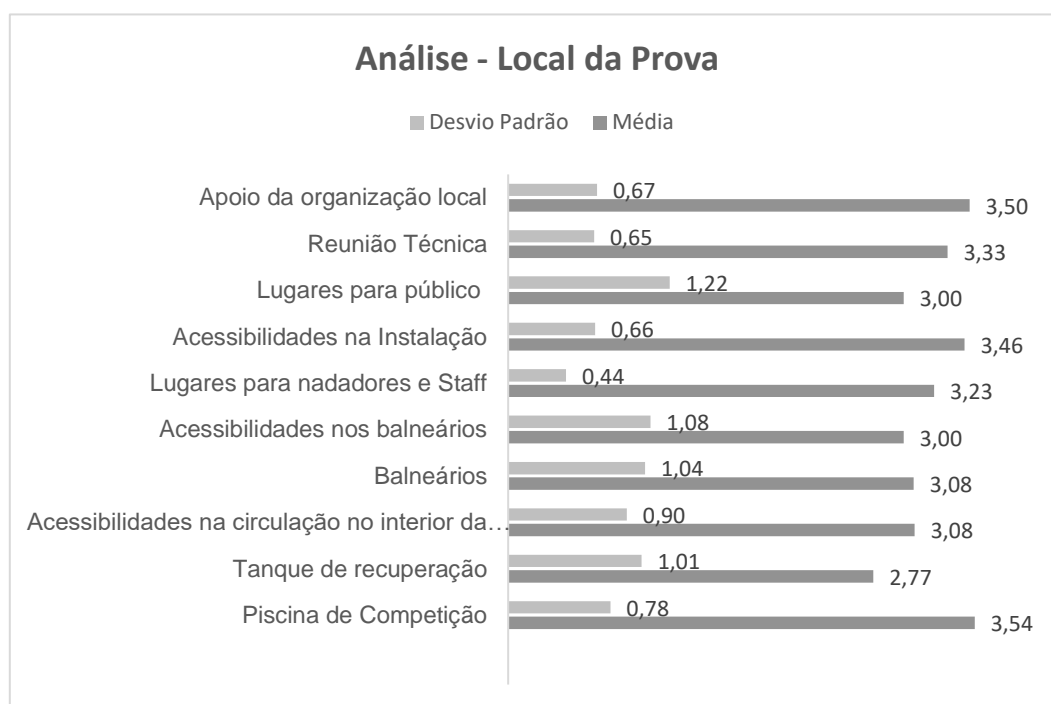 Análise - Local da Prova
Desvio Padrão Média
Apoio da organização local 0,67 3,50
Reunião Técnica 0,65 3,33
Lugares para público 1,22 3,00
Acessibilidades na Instalação 0,66 3,46
Lugares para nadadores e Staff 0,44 3,23
Acessibilidades nos balneários 1,08 3,00
Balneários 1,04 3,08
Acessibilidades na circulação no interior da… 0,90 3,08
Tanque de recuperação 1,01 2,77
Piscina de Competição 0,78 3,54